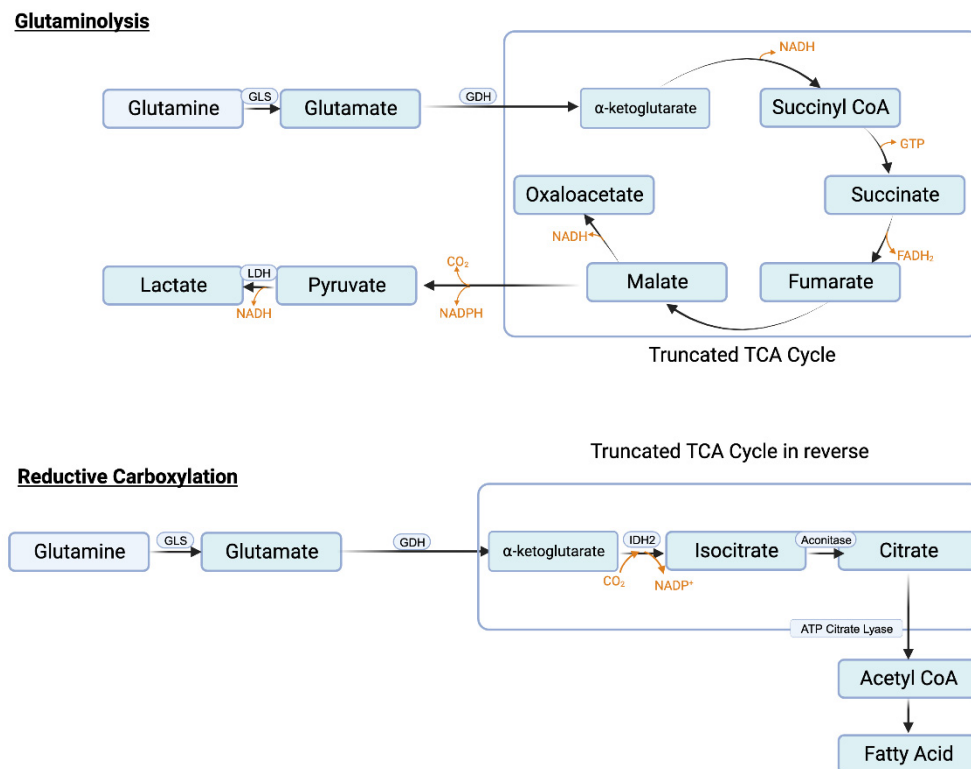 Glutaminolysis
NADH
GLS
GDH
Glutamine
Glutamate
α-ketoglutarate
Succinyl CoA
GTP
Oxaloacetate
Succinate
NADH
FADH₂
CO₂
LDH
Lactate
Pyruvate
Malate
Fumarate
NADH
NADPH
Truncated TCA Cycle
Truncated TCA Cycle in reverse
Reductive Carboxylation
GLS
GDH
IDH2
Aconitase
Glutamine
Glutamate
α-ketoglutarate
Isocitrate
Citrate
CO₂
NADP⁺
ATP Citrate Lyase
Acetyl CoA
Fatty Acid